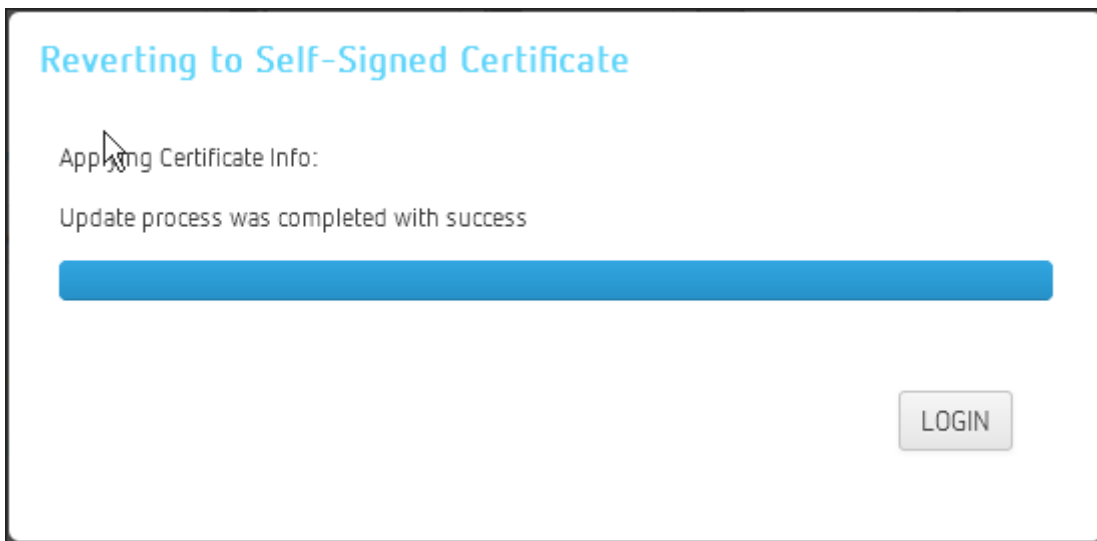 Reverting to Self-Signed Certificate
Applying Certificate Info:
Update process was completed with success
LOGIN